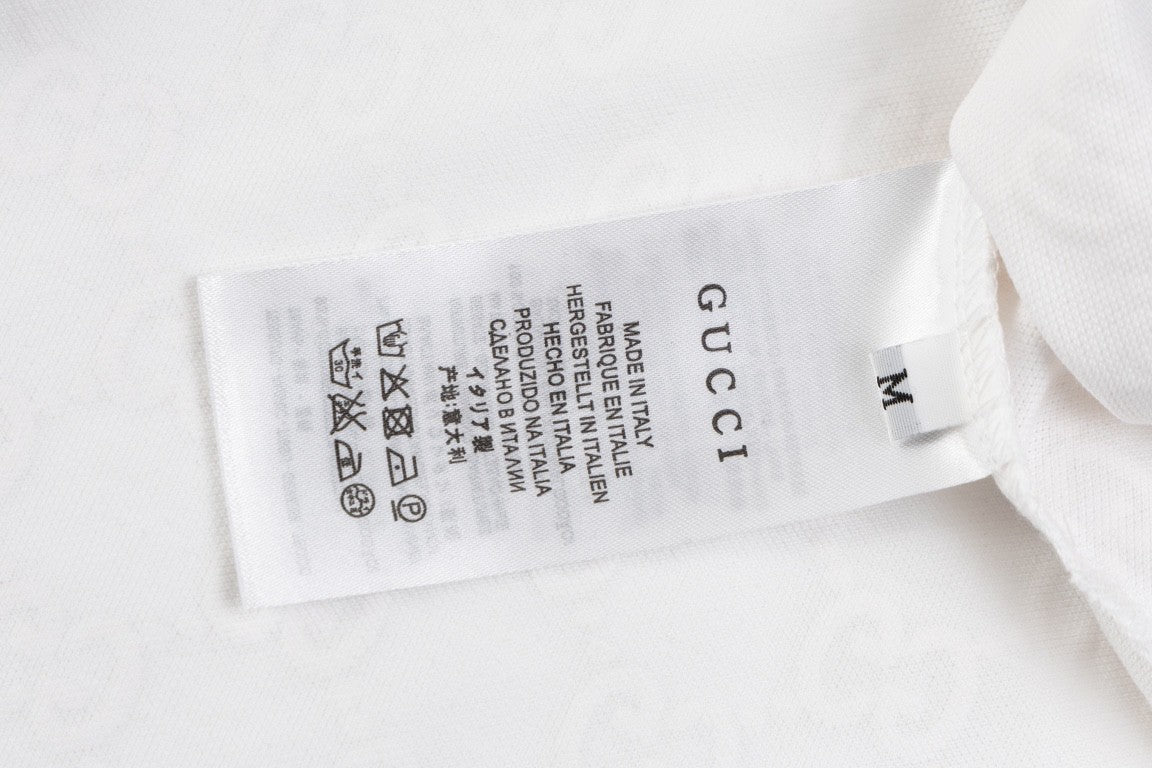 GUCCI
M
MADE IN ITALY
FABRIQUE EN ITALIE
HERGESTELLT IN ITALIEN
HECHO EN ITALIA
PRODUZIDO NA ITALIA
СДЕЛАНО В ИТАЛИИ
イタリア製
产地:意大利
P
30